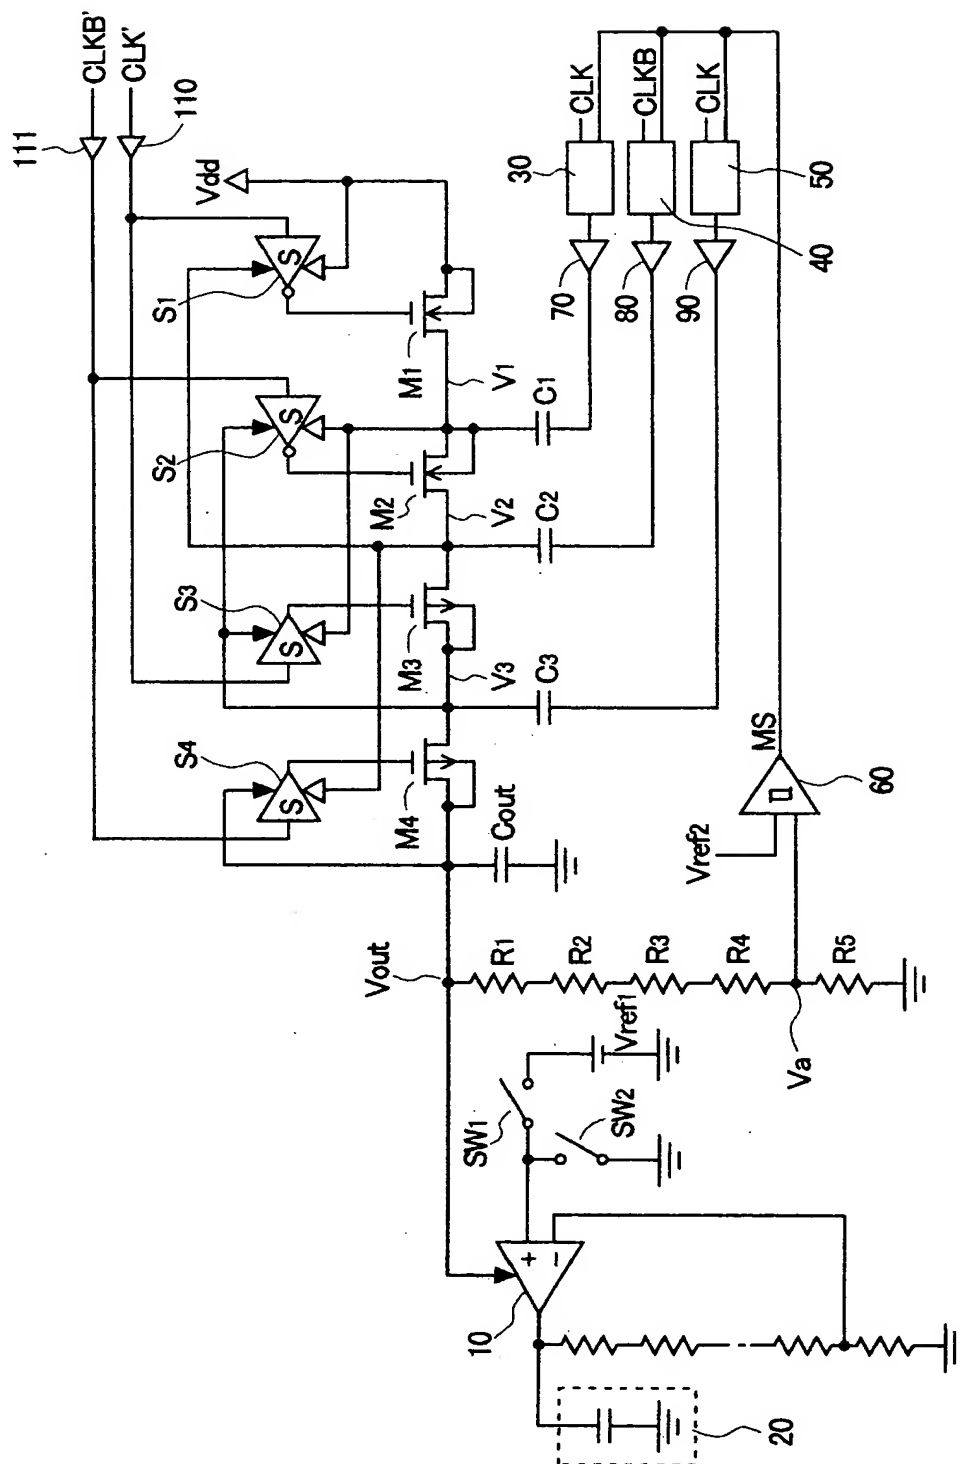 CLKB'
CLK'
111
110
Vdd
S1
M1
V1
C1
S2
M2
V2
C2
S3
M3
V3
C3
S4
M4
Cout
S
S
S
S
30
CLK
40
CLKB
50
CLK
70
80
90
MS
60
Vref2
Vout
R1
R2
R3
R4
R5
Va
Vref1
SW1
SW2
10
+
−
20